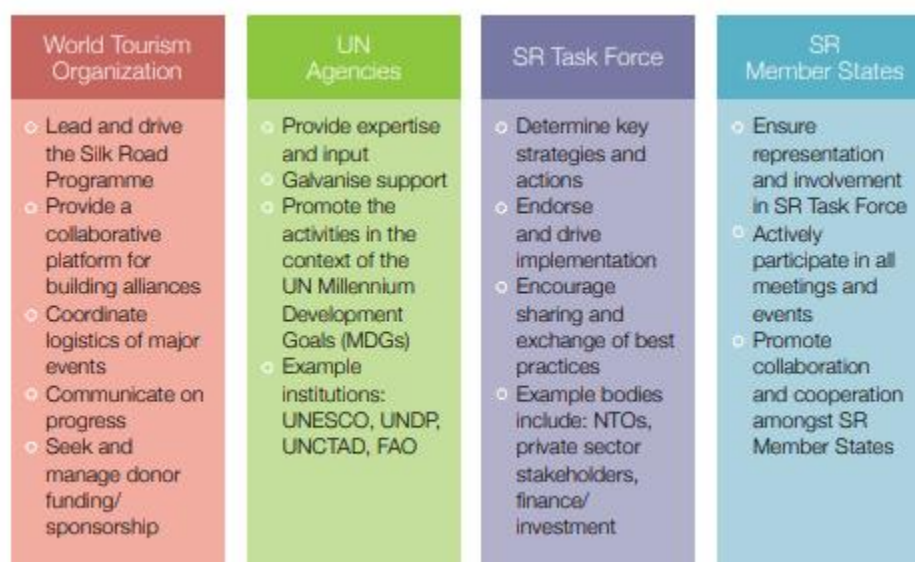 World Tourism
Organization
Lead and drive
the Silk Road
Programme
Provide a
collaborative
platform for
building alliances
Coordinate
logistics of major
events
Communicate on
progress
Seek and
manage donor
funding/
sponsorship
UN
Agencies
Provide expertise
and input
Galvanise support
Promote the
activities in the
context of the
UN Millennium
Development
Goals (MDGs)
Example
institutions:
UNESCO, UNDP,
UNCTAD, FAO
SR Task Force
Determine key
strategies and
actions
Endorse
and drive
implementation
Encourage
sharing and
exchange of best
practices
Example bodies
include: NTOs,
private sector
stakeholders,
finance/
investment
SR
Member States
Ensure
representation
and involvement
in SR Task Force
Actively
participate in all
meetings and
events
Promote
collaboration
and cooperation
amongst SR
Member States